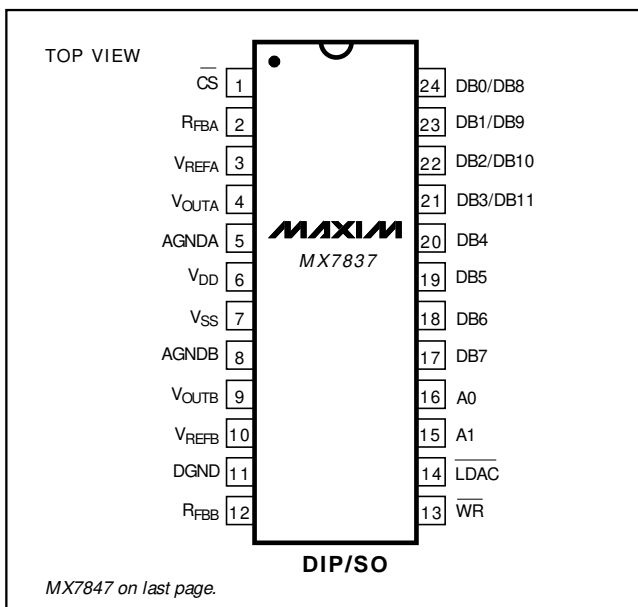 TOP VIEW
C̅S̅ 1
24 DB0/DB8
RFBA 2
23 DB1/DB9
VREFA 3
22 DB2/DB10
VOUTA 4
21 DB3/DB11
MAXIM
AGNDA 5
20 DB4
MX7837
VDD 6
19 DB5
VSS 7
18 DB6
AGNDB 8
17 DB7
VOUTB 9
16 A0
VREFB 10
15 A1
DGND 11
14 L̅D̅A̅C̅
RFBB 12
13 W̅R̅
DIP/SO
MX7847 on last page.